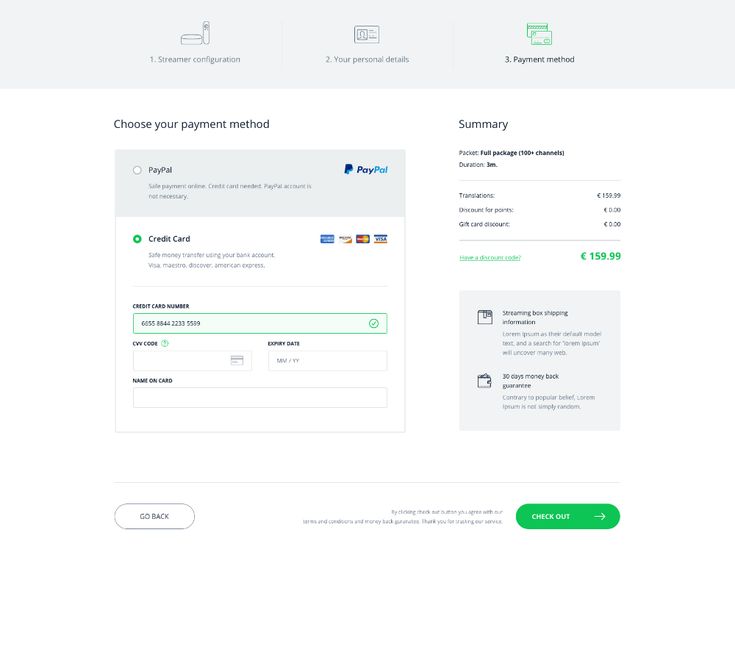 1. Streamer configuration
2. Your personal details
3. Payment method
Choose your payment method
PayPal
PayPal
Safe payment online. Credit card needed. PayPal account is
not necessary.
Credit Card
DISCOVER
VISA
Safe money transfer using your bank account.
Visa, maestro, discover, american express.
CREDIT CARD NUMBER
6655 8844 2233 5599
CVV CODE ?
EXPIRY DATE
MM / YY
NAME ON CARD
Summary
Packet: Full package (100+ channels)
Duration: 3m.
Translations: € 159.99
Discount for points: € 0.00
Gift card discount: € 0.00
Have a discount code? € 159.99
Streaming box shipping
information
Lorem Ipsum as their default model
text, and a search for 'lorem ipsum'
will uncover many web.
30 days money back
guarantee
Contrary to popular belief, Lorem
Ipsum is not simply random.
GO BACK
By clicking check out button you agree with our
terms and conditions and money back guranatee. Thank you for trusting our service.
CHECK OUT